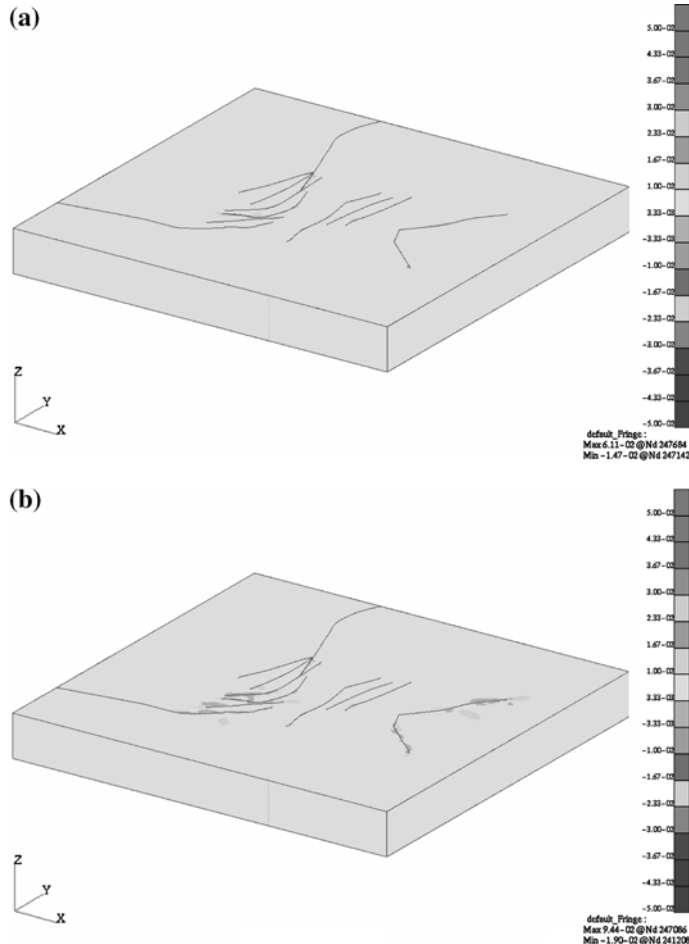 (a)
5.00-02
4.33-02
3.67-02
3.00-02
2.33-02
1.67-02
1.00-02
3.33-03
-3.33-03
-1.00-02
-1.67-02
-2.33-02
-3.00-02
-3.67-02
-4.33-02
-5.00-02
Z
Y
X
default_Fringe :
Max 6.11-02 @Nd 247684
Min -1.47-02 @Nd 247142
(b)
5.00-02
4.33-02
3.67-02
3.00-02
2.33-02
1.67-02
1.00-02
3.33-03
-3.33-03
-1.00-02
-1.67-02
-2.33-02
-3.00-02
-3.67-02
-4.33-02
-5.00-02
Z
Y
X
default_Fringe :
Max 9.44-02 @Nd 247086
Min -1.90-02 @Nd 241208